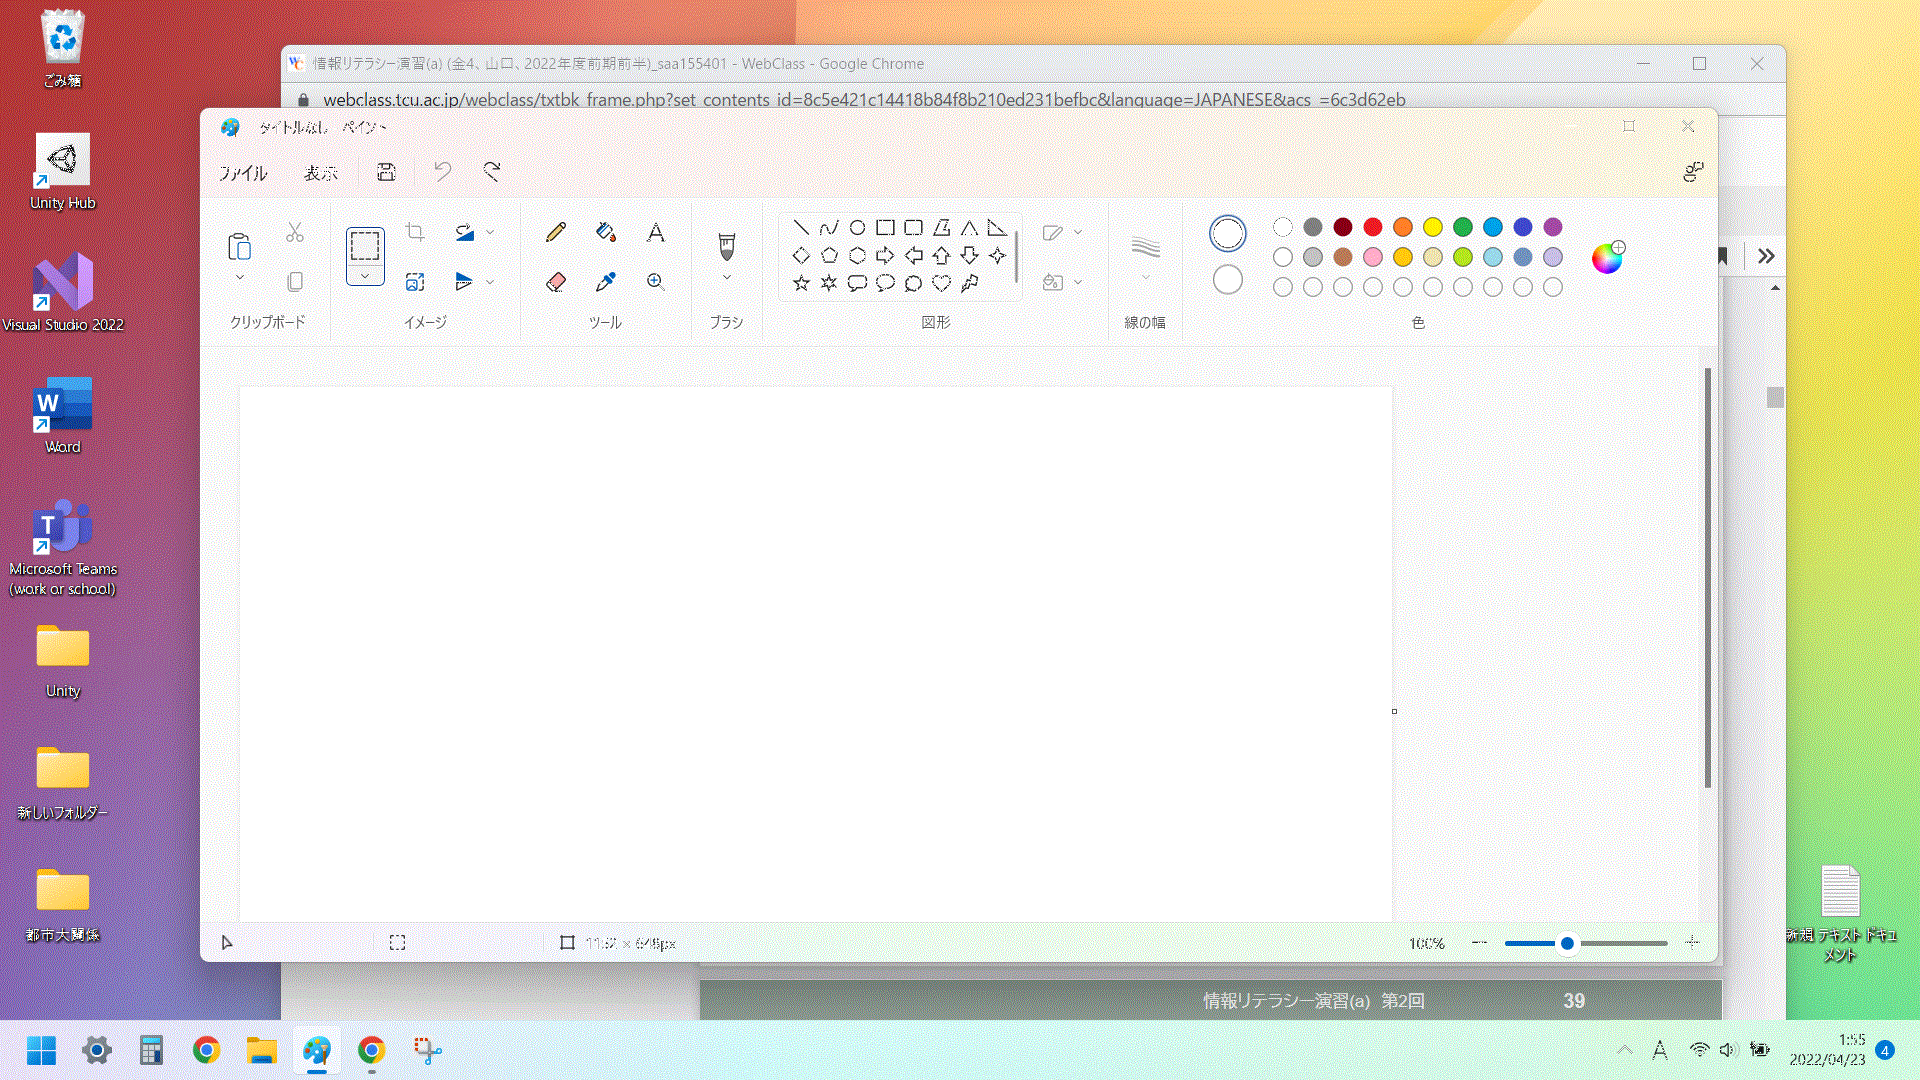 ごみ箱
Unity Hub
Visual Studio 2022
Word
Microsoft Teams
(work or school)
Unity
新しいフォルダー
都市大関係
情報リテラシー演習(a) (金4、山口、2022年度前期前半)_saa155401 - WebClass - Google Chrome
webclass.tcu.ac.jp/webclass/txtbk_frame.php?set_contents_id=8c5e421c14418b84f8b210ed231befbc&language=JAPANESE&acs_=6c3d62eb
タイトルなし - ペイント
ファイル 表示
クリップボード イメージ ツール ブラシ 図形 線の幅 色
1152 × 648px
100%
情報リテラシー演習(a) 第2回 39
新規 テキスト ドキュ
メント
A
1:55
2022/04/23
4